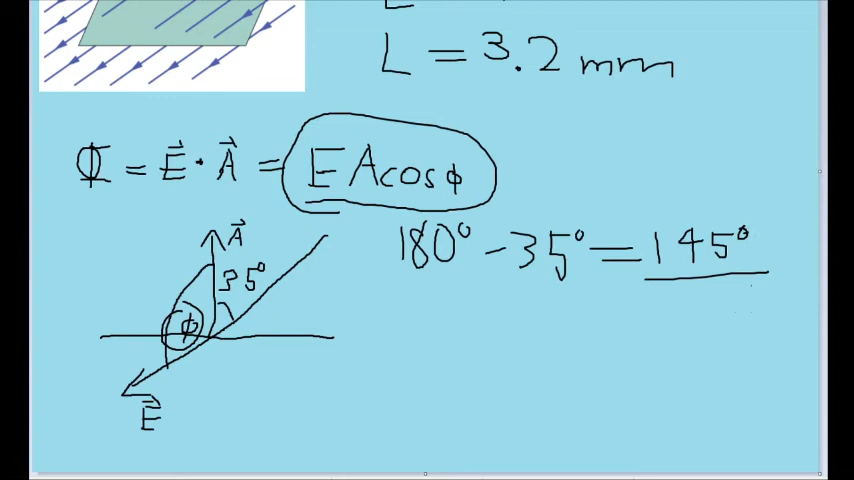 L = 3.2 mm
Φ = E⃗ · A⃗ = EAcosϕ
180° - 35° = 145°
A⃗
35°
ϕ
E⃗